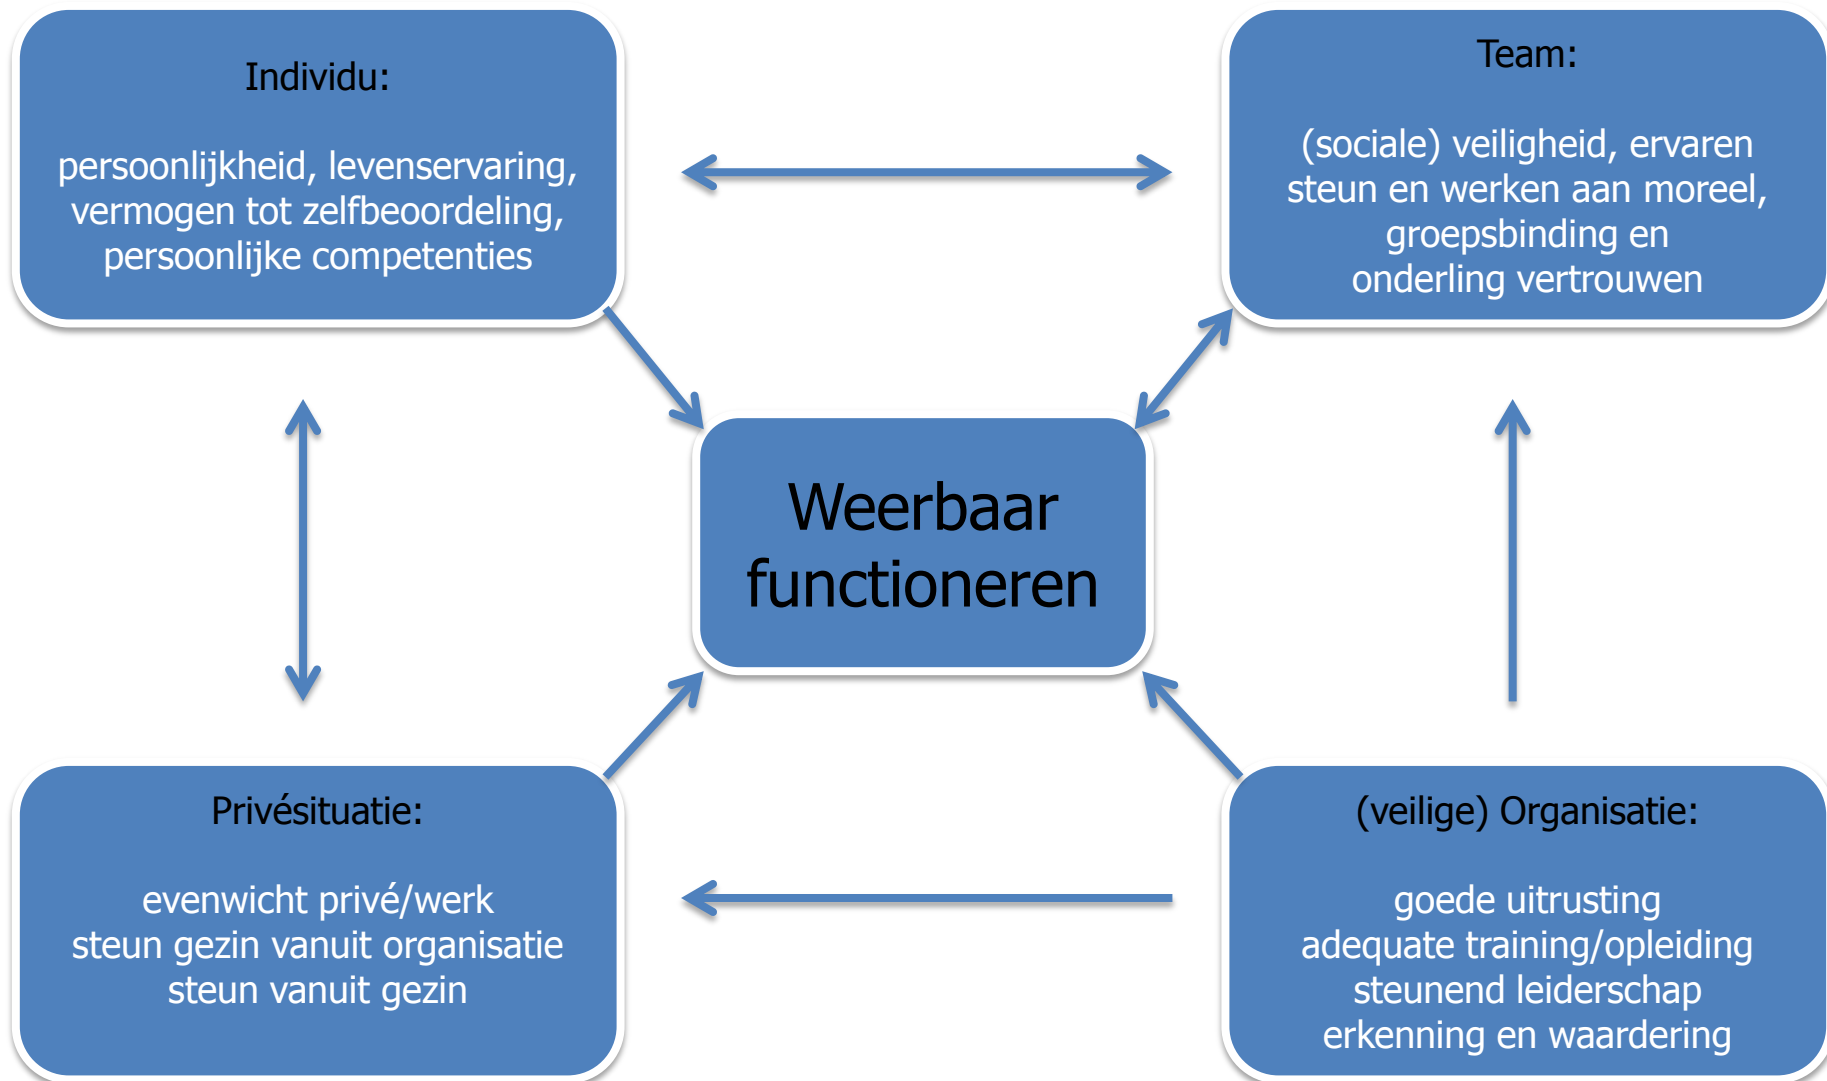 Individu:
persoonlijkheid, levenservaring,
vermogen tot zelfbeoordeling,
persoonlijke competenties
Team:
(sociale) veiligheid, ervaren
steun en werken aan moreel,
groepsbinding en
onderling vertrouwen
Weerbaar
functioneren
Privésituatie:
evenwicht privé/werk
steun gezin vanuit organisatie
steun vanuit gezin
(veilige) Organisatie:
goede uitrusting
adequate training/opleiding
steunend leiderschap
erkenning en waardering